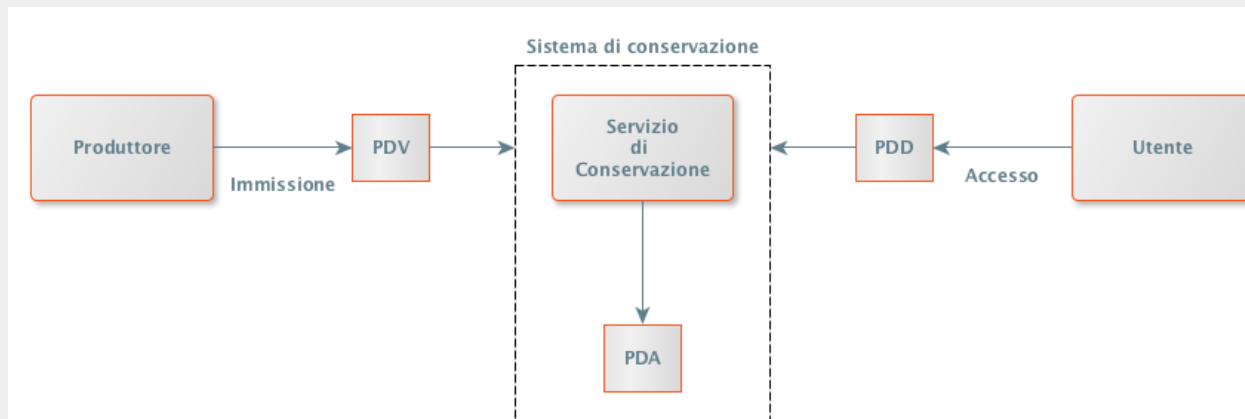 Sistema di conservazione
Produttore
Immissione
PDV
Servizio
di
Conservazione
PDD
Accesso
Utente
PDA